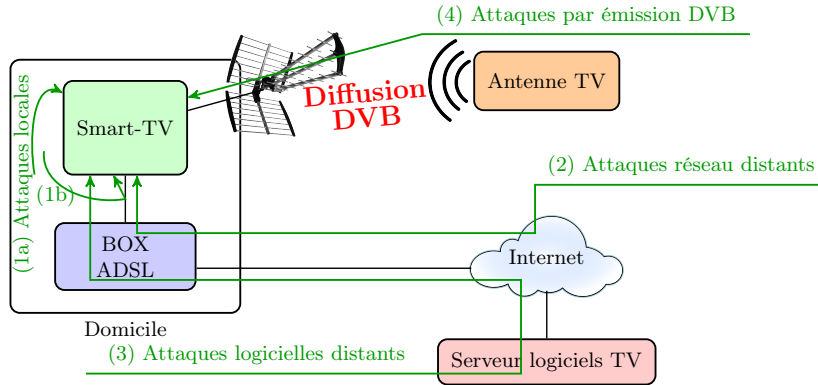 (4) Attaques par émission DVB
Antenne TV
Diffusion
DVB
Smart-TV
(1a) Attaques locales
(1b)
(2) Attaques réseau distants
BOX
ADSL
Internet
Domicile
(3) Attaques logicielles distants
Serveur logiciels TV